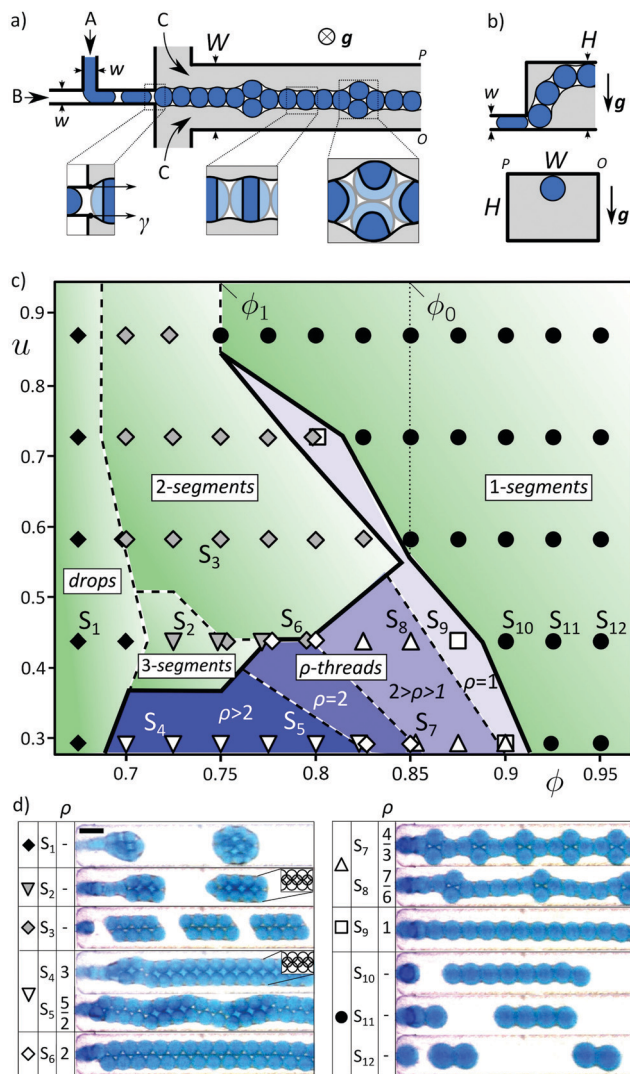 a)
A
C
W
g
P
w
B
w
C
O
γ
b)
H
w
g
P
W
O
H
g
c)
0.9
u
0.7
0.6
0.5
0.4
0.3
ϕ₁
ϕ₀
2-segments
1-segments
S₃
drops
S₁
S₂
S₆
S₈
S₉
S₁₀
S₁₁
S₁₂
3-segments
ρ-threads
ρ=2
2>ρ>1
ρ=1
S₄
ρ>2
S₅
S₇
0.7
0.75
0.8
0.85
0.9
ϕ
0.95
d)
ρ
S₁ -
S₂ -
S₃ -
S₄ 3
S₅ 5/2
S₆ 2
ρ
S₇ 4/3
S₈ 7/6
S₉ 1
S₁₀ -
S₁₁ -
S₁₂ -